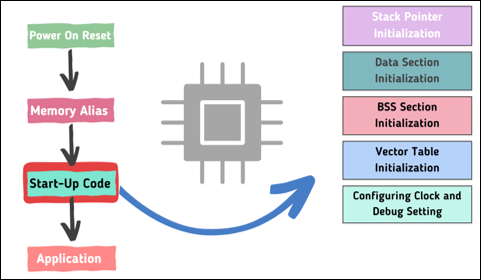 Power On Reset
Memory Alias
Start-Up Code
Application
Stack Pointer
Initialization
Data Section
Initialization
BSS Section
Initialization
Vector Table
Initialization
Configuring Clock and
Debug Setting